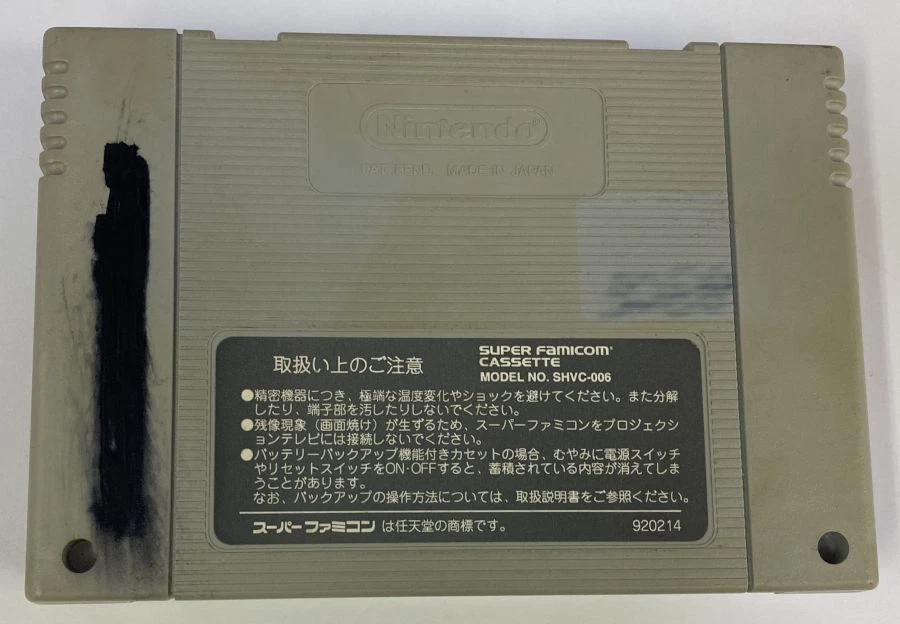 Nintendo®
PAT. PEND. MADE IN JAPAN
取扱い上のご注意
SUPER FAMICOM
CASSETTE
MODEL NO. SHVC-006
●精密機器につき、極端な温度変化やショックを避けてください。また分解
したり、端子部を汚したりしないでください。
●残像現象（画面焼け）が生ずるため、スーパーファミコンをプロジェクシ
ョンテレビには接続しないでください。
●バッテリーバックアップ機能付きカセットの場合、むやみに電源スイッチ
やリセットスイッチをON·OFFすると、蓄積されている内容が消えてしま
うことがあります。
なお、バックアップの操作方法については、取扱説明書をご参照ください。
スーパーファミコン は任天堂の商標です。
920214